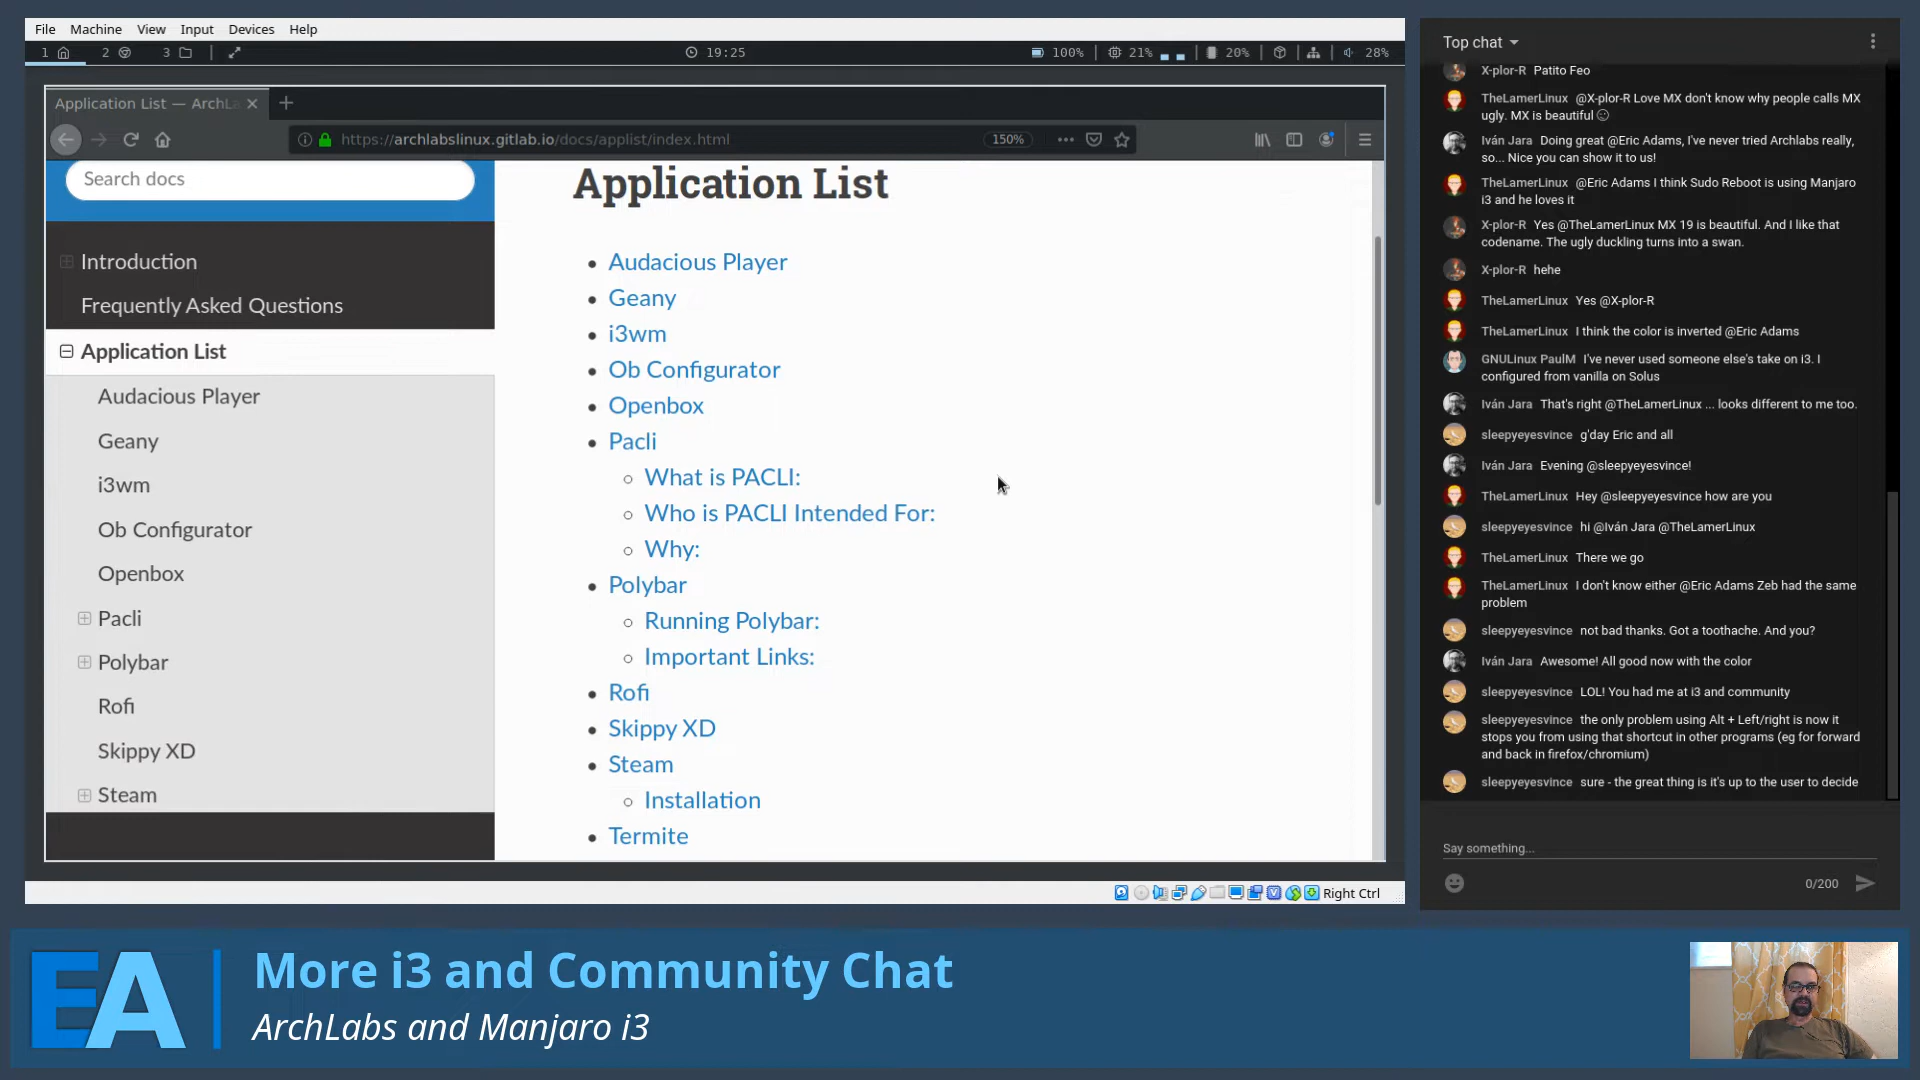 File Machine View Input Devices Help
1 2 3 19:25 100% 21% 20% 28%
Application List — ArchLa
https://archlabslinux.gitlab.io/docs/applist/index.html 150%
Search docs
Introduction
Frequently Asked Questions
Application List
Audacious Player
Geany
i3wm
Ob Configurator
Openbox
Pacli
Polybar
Rofi
Skippy XD
Steam
Application List
Audacious Player
Geany
i3wm
Ob Configurator
Openbox
Pacli
What is PACLI:
Who is PACLI Intended For:
Why:
Polybar
Running Polybar:
Important Links:
Rofi
Skippy XD
Steam
Installation
Termite
Right Ctrl
Top chat
X-plor-R Patito Feo
TheLamerLinux @X-plor-R Love MX don't know why people calls MX
ugly. MX is beautiful
Iván Jara Doing great @Eric Adams, I've never tried Archlabs really,
so... Nice you can show it to us!
TheLamerLinux @Eric Adams I think Sudo Reboot is using Manjaro
i3 and he loves it
X-plor-R Yes @TheLamerLinux MX 19 is beautiful. And I like that
codename. The ugly duckling turns into a swan.
X-plor-R hehe
TheLamerLinux Yes @X-plor-R
TheLamerLinux I think the color is inverted @Eric Adams
GNULinux PaulM I've never used someone else's take on i3. I
configured from vanilla on Solus
Iván Jara That's right @TheLamerLinux ... looks different to me too.
sleepyeyesvince g'day Eric and all
Iván Jara Evening @sleepyeyesvince!
TheLamerLinux Hey @sleepyeyesvince how are you
sleepyeyesvince hi @Iván Jara @TheLamerLinux
TheLamerLinux There we go
TheLamerLinux I don't know either @Eric Adams Zeb had the same
problem
sleepyeyesvince not bad thanks. Got a toothache. And you?
Iván Jara Awesome! All good now with the color
sleepyeyesvince LOL! You had me at i3 and community
sleepyeyesvince the only problem using Alt + Left/right is now it
stops you from using that shortcut in other programs (eg for forward
and back in firefox/chromium)
sleepyeyesvince sure - the great thing is it's up to the user to decide
Say something...
0/200
EA
More i3 and Community Chat
ArchLabs and Manjaro i3